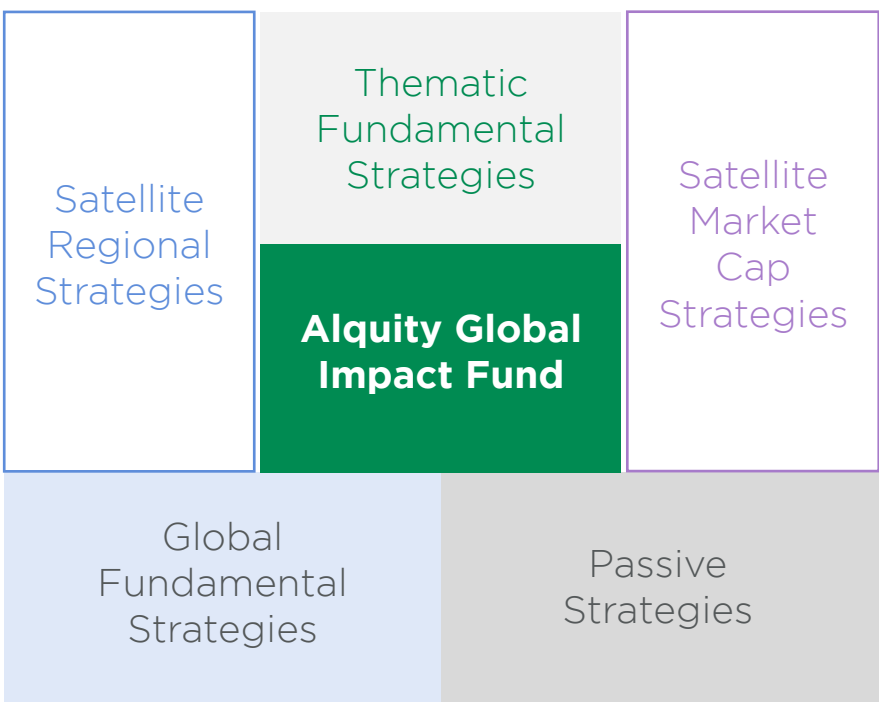 Satellite
Regional
Strategies
Thematic
Fundamental
Strategies
Alquity Global
Impact Fund
Satellite
Market
Cap
Strategies
Global
Fundamental
Strategies
Passive
Strategies